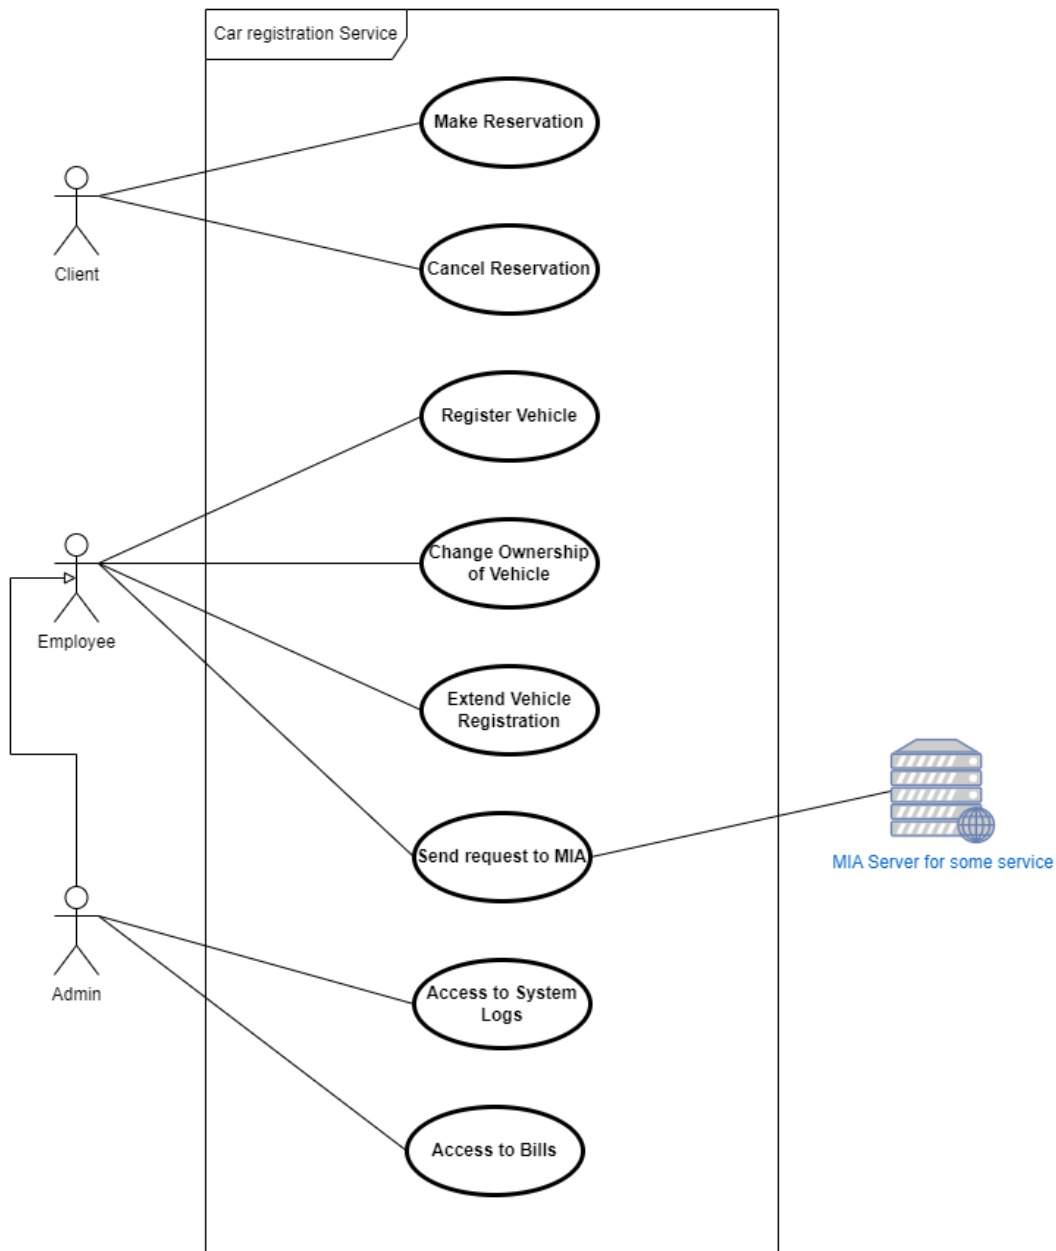 Car registration Service
Make Reservation
Client
Cancel Reservation
Register Vehicle
Change Ownership
of Vehicle
Employee
Extend Vehicle
Registration
Send request to MIA
MIA Server for some service
Admin
Access to System
Logs
Access to Bills